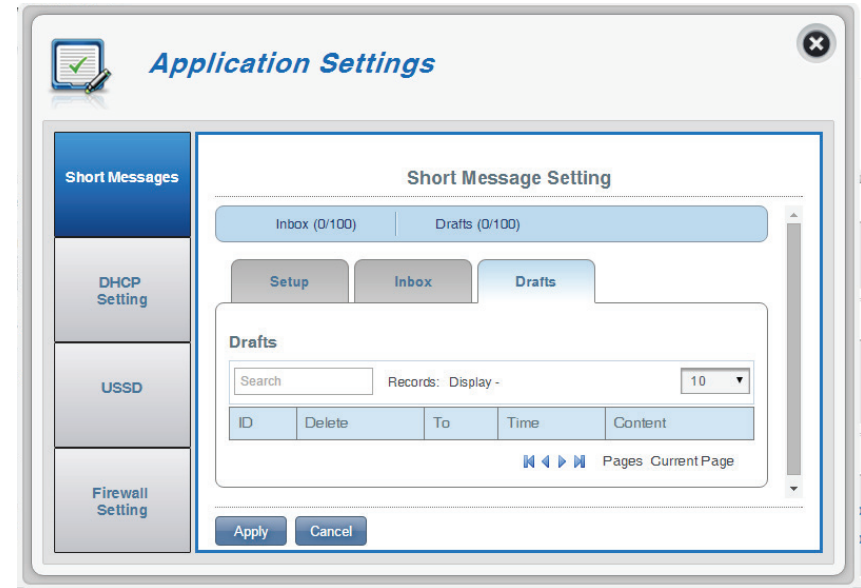 Application Settings
Short Messages
DHCP
Setting
USSD
Firewall
Setting
Short Message Setting
Inbox (0/100) Drafts (0/100)
Setup Inbox Drafts
Drafts
Search Records: Display - 10
ID Delete To Time Content
Pages Current Page
Apply Cancel